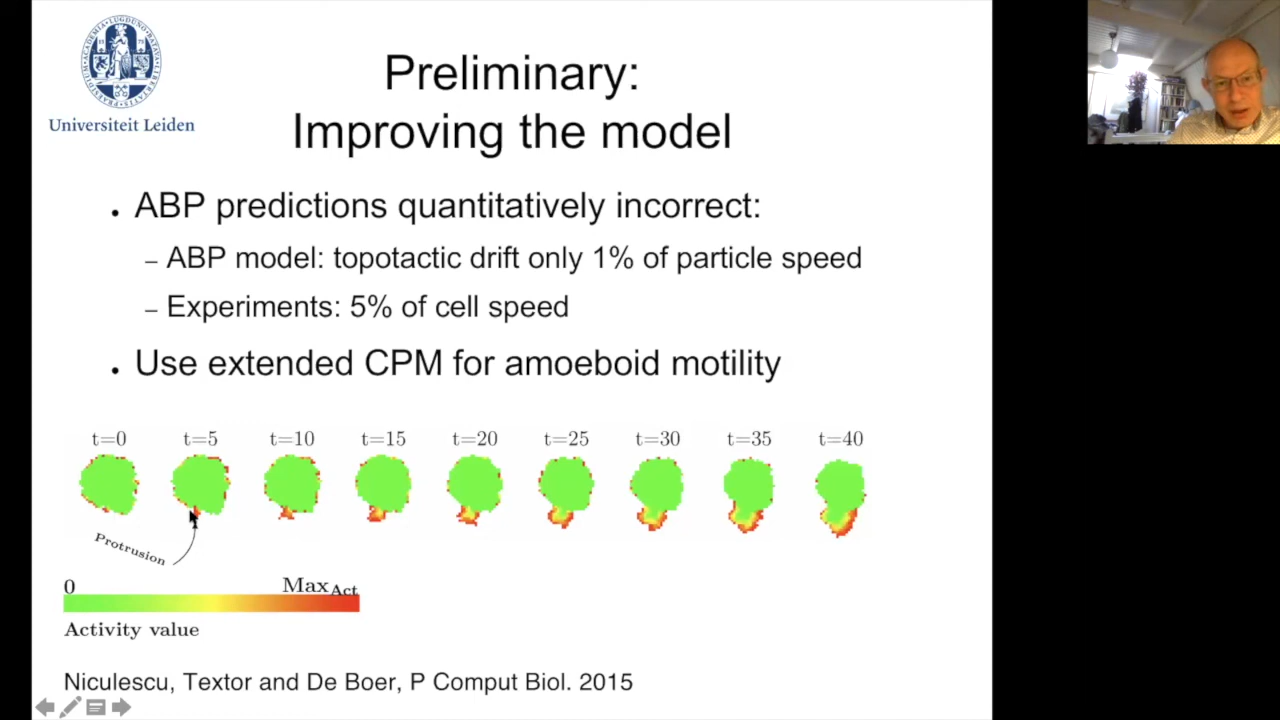 Universiteit Leiden
Preliminary:
Improving the model
• ABP predictions quantitatively incorrect:
– ABP model: topotactic drift only 1% of particle speed
– Experiments: 5% of cell speed
• Use extended CPM for amoeboid motility
t=0 t=5 t=10 t=15 t=20 t=25 t=30 t=35 t=40
Protrusion
0 MaxAct
Activity value
Niculescu, Textor and De Boer, P Comput Biol. 2015